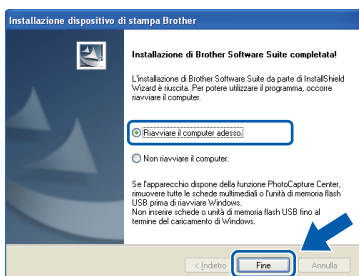 Installazione dispositivo di stampa Brother
Installazione di Brother Software Suite completata!
L'installazione di Brother Software Suite da parte di InstallShield
Wizard è riuscita. Per potere utilizzare il programma, occorre
riavviare il computer.
Riavviare il computer adesso.
Non riavviare il computer.
Se l'apparecchio dispone della funzione PhotoCapture Center,
rimuovere tutte le schede multimediali o l'unità di memoria flash
USB prima di riavviare Windows.
Non inserire schede o unità di memoria flash USB fino al
termine del caricamento di Windows.
< Indietro
Fine
Annulla